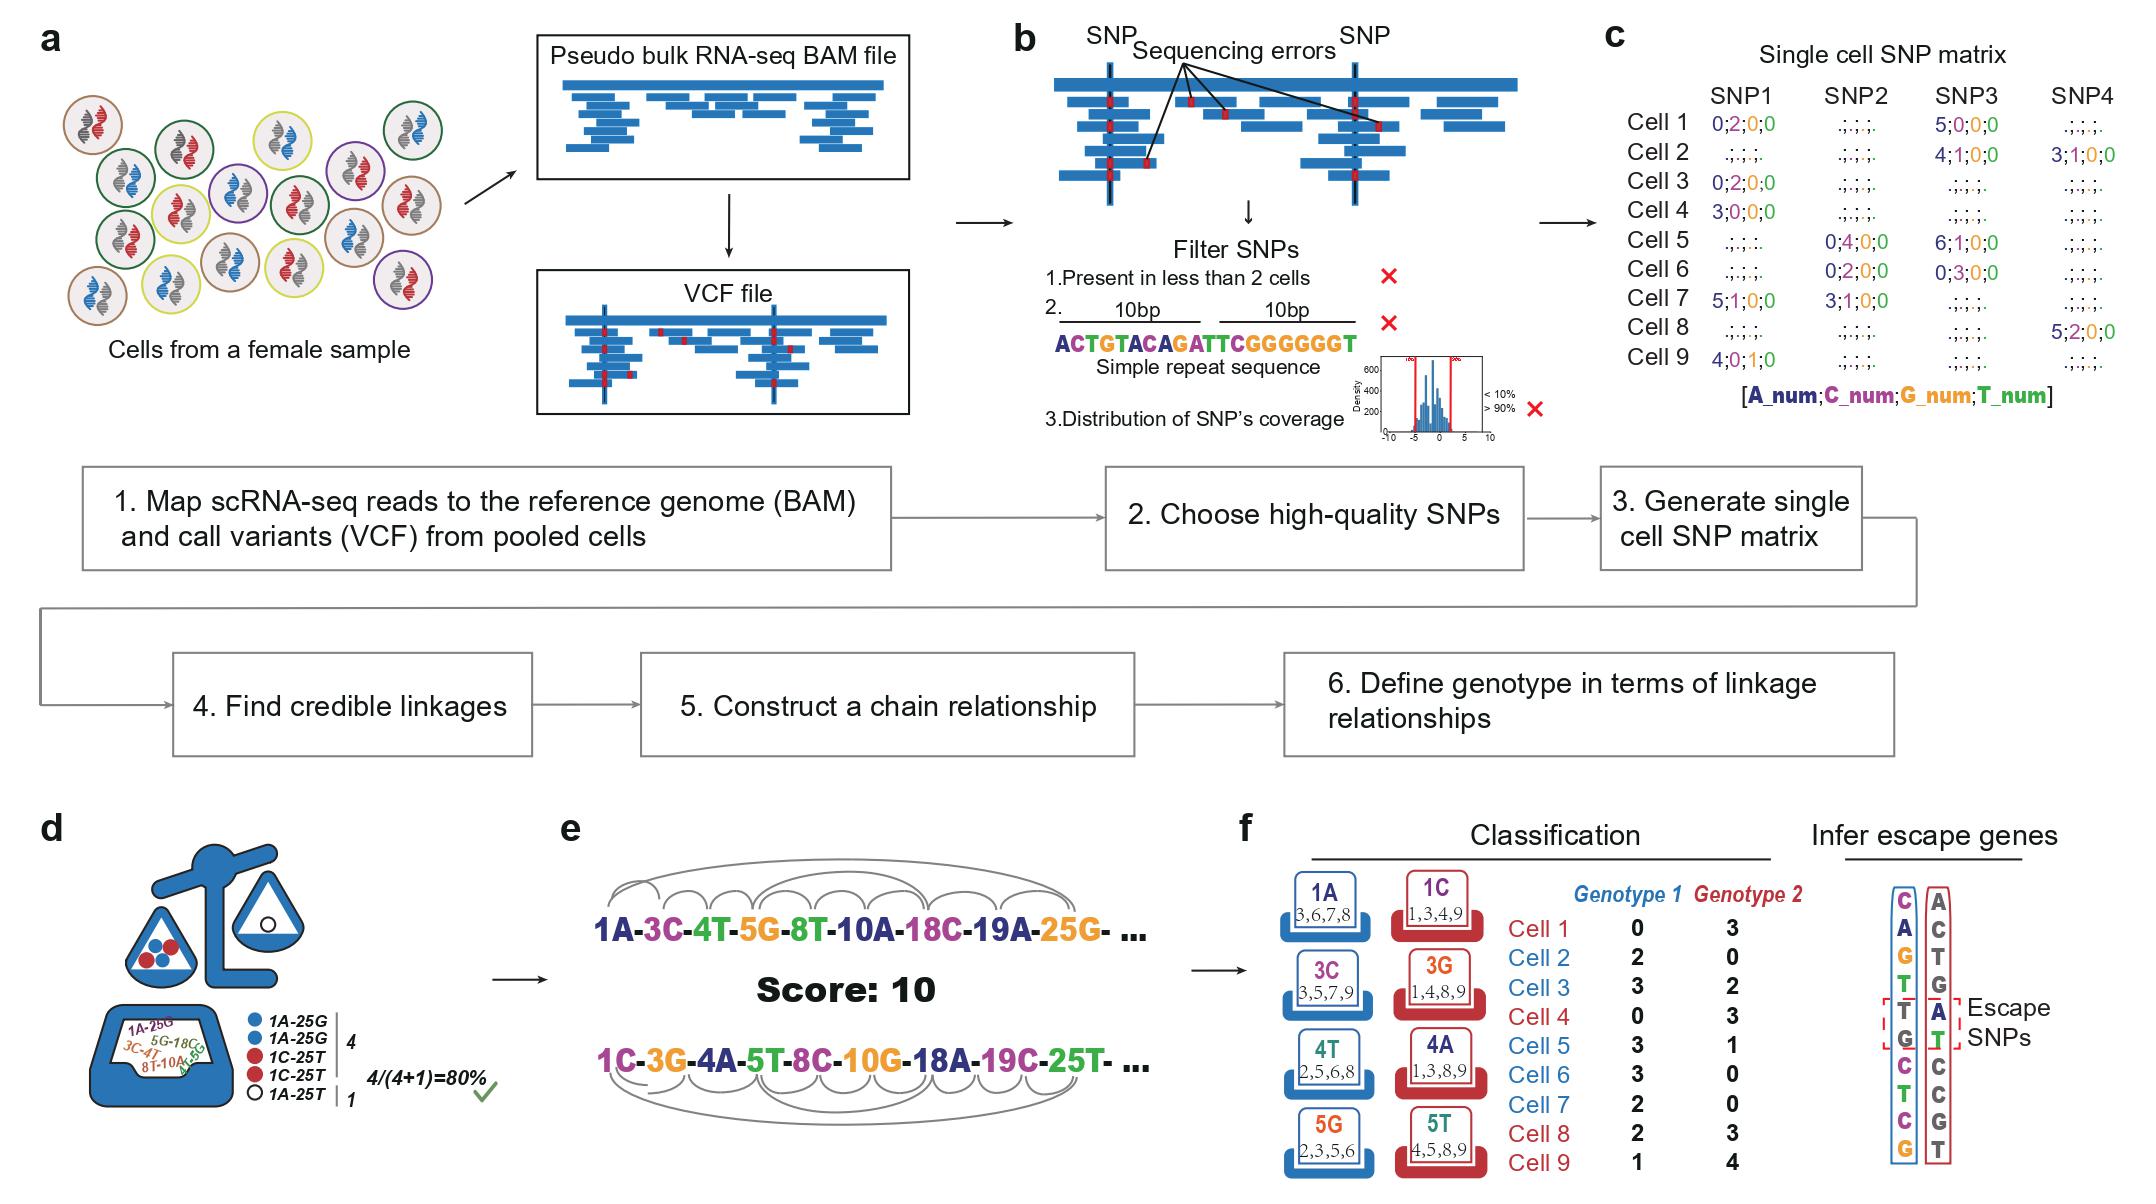 a
Pseudo bulk RNA-seq BAM file
VCF file
Cells from a female sample
b
SNP
Sequencing errors
SNP
Filter SNPs
1.Present in less than 2 cells
2.
10bp
10bp
ACTGTACAGATTCGGGGGGT
Simple repeat sequence
3.Distribution of SNP's coverage
Density
600
400
200
0
-10 -5 0 5 10
< 10%
> 90%
c
Single cell SNP matrix
SNP1 SNP2 SNP3 SNP4
Cell 1 0;2;0;0 .;.;.;. 5;0;0;0 .;.;.;.
Cell 2 .;.;.;. .;.;.;. 4;1;0;0 3;1;0;0
Cell 3 0;2;0;0 .;.;.;. .;.;.;. .;.;.;.
Cell 4 3;0;0;0 .;.;.;. .;.;.;. .;.;.;.
Cell 5 .;.;.;. 0;4;0;0 6;1;0;0 .;.;.;.
Cell 6 .;.;.;. 0;2;0;0 0;3;0;0 .;.;.;.
Cell 7 5;1;0;0 3;1;0;0 .;.;.;. .;.;.;.
Cell 8 .;.;.;. .;.;.;. .;.;.;. 5;2;0;0
Cell 9 4;0;1;0 .;.;.;. .;.;.;. .;.;.;.
[A_num;C_num;G_num;T_num]
1. Map scRNA-seq reads to the reference genome (BAM)
and call variants (VCF) from pooled cells
2. Choose high-quality SNPs
3. Generate single
cell SNP matrix
4. Find credible linkages
5. Construct a chain relationship
6. Define genotype in terms of linkage
relationships
d
1A-25G
5G-18C
3C-4T
8T-10A
4T-5G
1A-25G
1A-25G
1C-25T
1C-25T
1A-25T
4
1
4/(4+1)=80%
e
1A-3C-4T-5G-8T-10A-18C-19A-25G- ...
Score: 10
1C-3G-4A-5T-8C-10G-18A-19C-25T- ...
f
Classification
1A
3,6,7,8
1C
1,3,4,9
3C
3,5,7,9
3G
1,4,8,9
4T
2,5,6,8
4A
1,3,8,9
5G
2,3,5,6
5T
4,5,8,9
Genotype 1 Genotype 2
Cell 1 0 3
Cell 2 2 0
Cell 3 3 2
Cell 4 0 3
Cell 5 3 1
Cell 6 3 0
Cell 7 2 0
Cell 8 2 3
Cell 9 1 4
Infer escape genes
C A
A C
G T
T G
T A
G T
C C
T C
C G
G T
Escape
SNPs